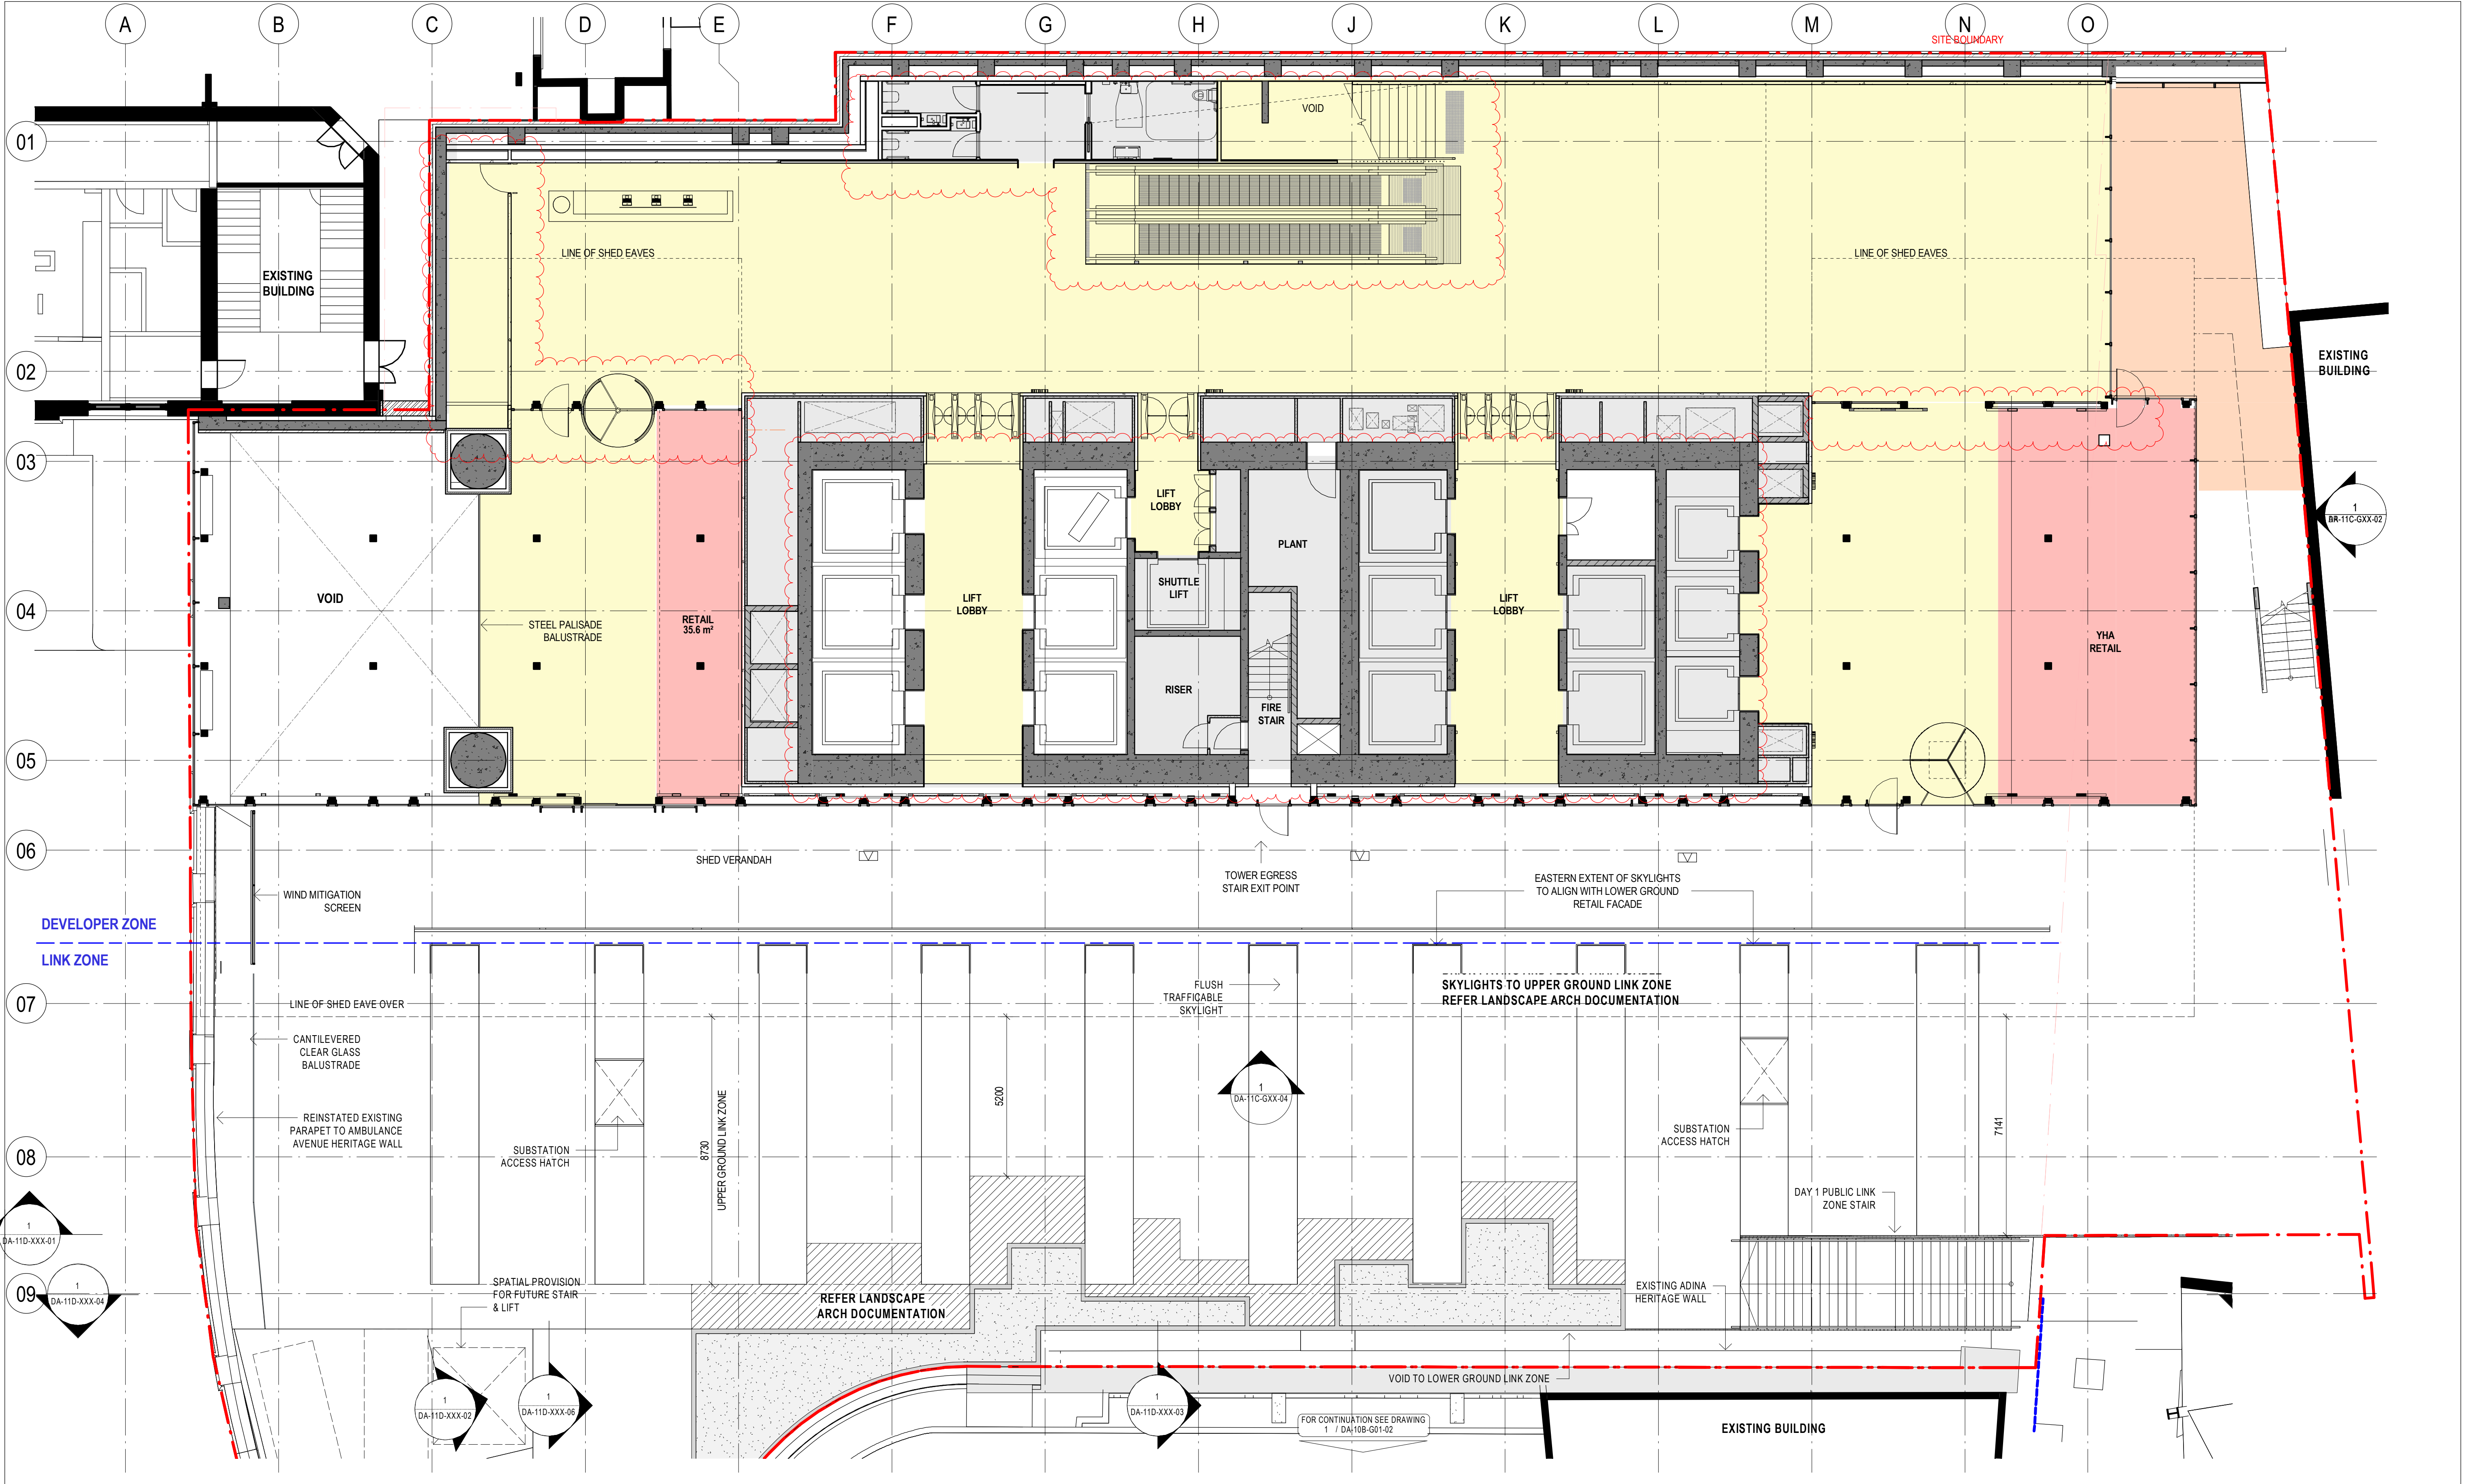 A
B
C
D
E
F
G
H
J
K
L
M
N
O
SITE BOUNDARY
01
02
03
04
05
06
07
08
09
VOID
LINE OF SHED EAVES
LINE OF SHED EAVES
EXISTING
BUILDING
EXISTING
BUILDING
1
LIFT
LOBBY
PLANT
SHUTTLE
LIFT
VOID
LIFT
LOBBY
LIFT
LOBBY
STEEL PALISADE
BALUSTRADE
RETAIL
35.6 m²
YHA
RETAIL
RISER
FIRE
STAIR
SHED VERANDAH
TOWER EGRESS
STAIR EXIT POINT
EASTERN EXTENT OF SKYLIGHTS
TO ALIGN WITH LOWER GROUND
RETAIL FACADE
WIND MITIGATION
SCREEN
DEVELOPER ZONE
LINK ZONE
FLUSH
TRAFFICABLE
SKYLIGHT
SKYLIGHTS TO UPPER GROUND LINK ZONE
REFER LANDSCAPE ARCH DOCUMENTATION
LINE OF SHED EAVE OVER
CANTILEVERED
CLEAR GLASS
BALUSTRADE
REINSTATED EXISTING
PARAPET TO AMBULANCE
AVENUE HERITAGE WALL
SUBSTATION
ACCESS HATCH
8730
UPPER GROUND LINK ZONE
5200
1
DA-11C-GXX-04
SUBSTATION
ACCESS HATCH
7141
DAY 1 PUBLIC LINK
ZONE STAIR
1
DA-11D-XXX-01
1
DA-11D-XXX-04
SPATIAL PROVISION
FOR FUTURE STAIR
& LIFT
REFER LANDSCAPE
ARCH DOCUMENTATION
EXISTING ADINA
HERITAGE WALL
VOID TO LOWER GROUND LINK ZONE
1
DA-11D-XXX-02
1
DA-11D-XXX-06
1
DA-11D-XXX-03
FOR CONTINUATION SEE DRAWING
1 / DA-10B-G01-02
EXISTING BUILDING